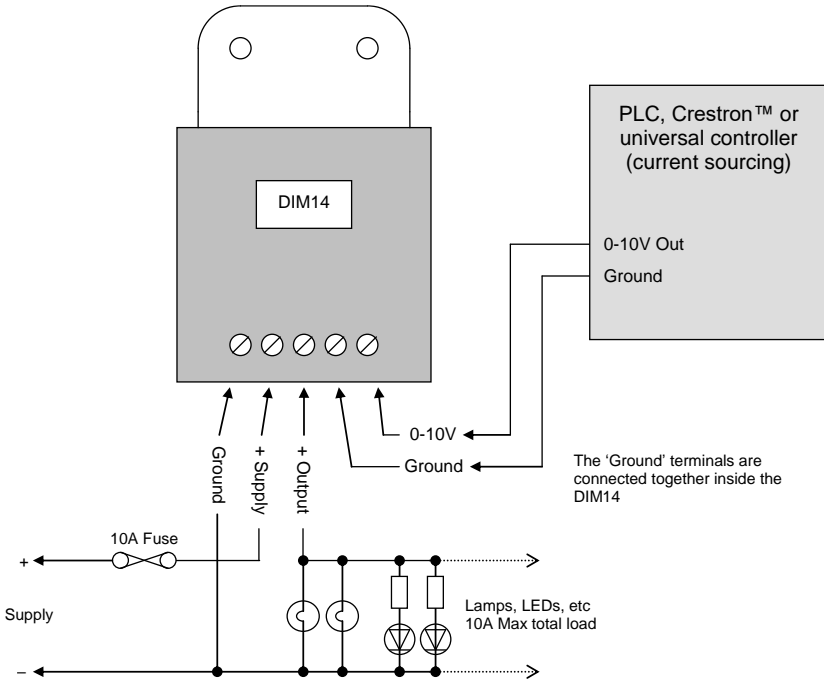 PLC, Crestron™ or
universal controller
(current sourcing)
DIM14
0-10V Out
Ground
0-10V
Ground
Ground
+ Supply
+ Output
The ‘Ground’ terminals are
connected together inside the
DIM14
10A Fuse
+
Supply
Lamps, LEDs, etc
10A Max total load
–